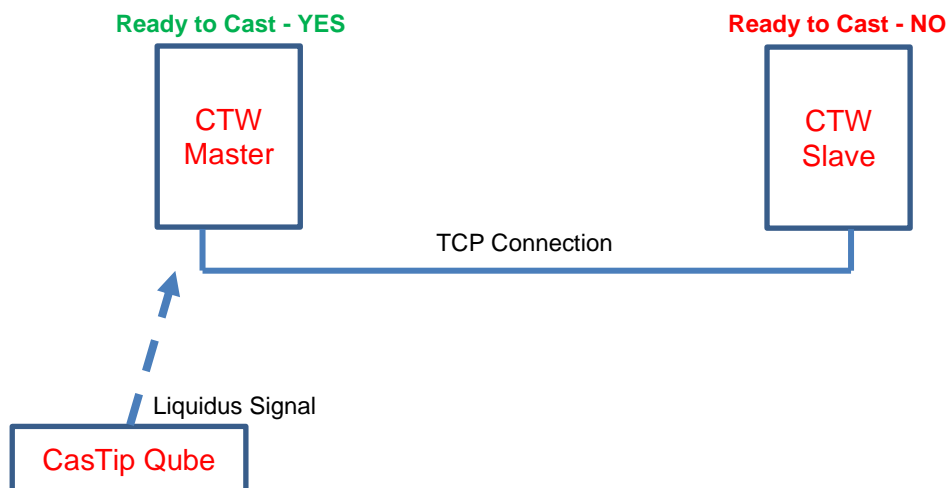 Ready to Cast - YES
Ready to Cast - NO
CTW
Master
CTW
Slave
TCP Connection
Liquidus Signal
CasTip Qube